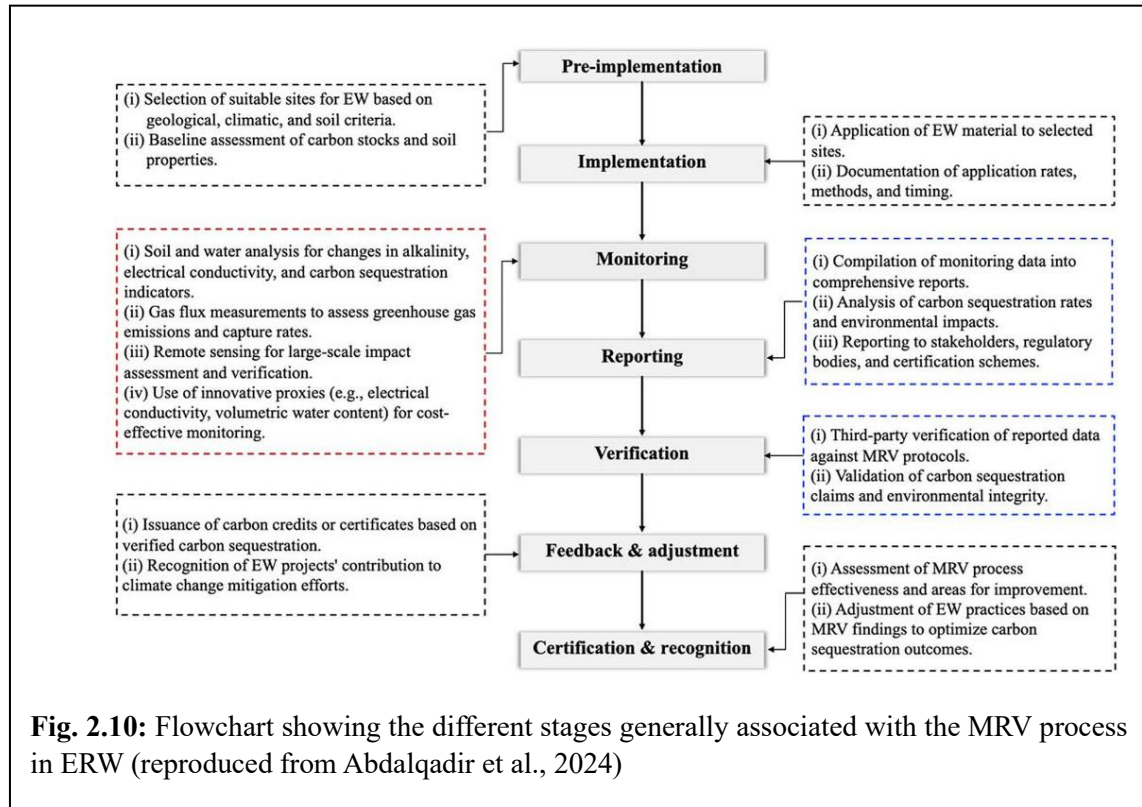 Pre-implementation
(i) Selection of suitable sites for EW based on
geological, climatic, and soil criteria.
(ii) Baseline assessment of carbon stocks and soil
properties.
Implementation
(i) Application of EW material to selected
sites.
(ii) Documentation of application rates,
methods, and timing.
Monitoring
(i) Soil and water analysis for changes in alkalinity,
electrical conductivity, and carbon sequestration
indicators.
(ii) Gas flux measurements to assess greenhouse gas
emissions and capture rates.
(iii) Remote sensing for large-scale impact
assessment and verification.
(iv) Use of innovative proxies (e.g., electrical
conductivity, volumetric water content) for cost-
effective monitoring.
Reporting
(i) Compilation of monitoring data into
comprehensive reports.
(ii) Analysis of carbon sequestration rates
and environmental impacts.
(iii) Reporting to stakeholders, regulatory
bodies, and certification schemes.
Verification
(i) Third-party verification of reported data
against MRV protocols.
(ii) Validation of carbon sequestration
claims and environmental integrity.
Feedback & adjustment
(i) Issuance of carbon credits or certificates based on
verified carbon sequestration.
(ii) Recognition of EW projects' contribution to
climate change mitigation efforts.
Certification & recognition
(i) Assessment of MRV process
effectiveness and areas for improvement.
(ii) Adjustment of EW practices based on
MRV findings to optimize carbon
sequestration outcomes.
Fig. 2.10: Flowchart showing the different stages generally associated with the MRV process
in ERW (reproduced from Abdalqadir et al., 2024)